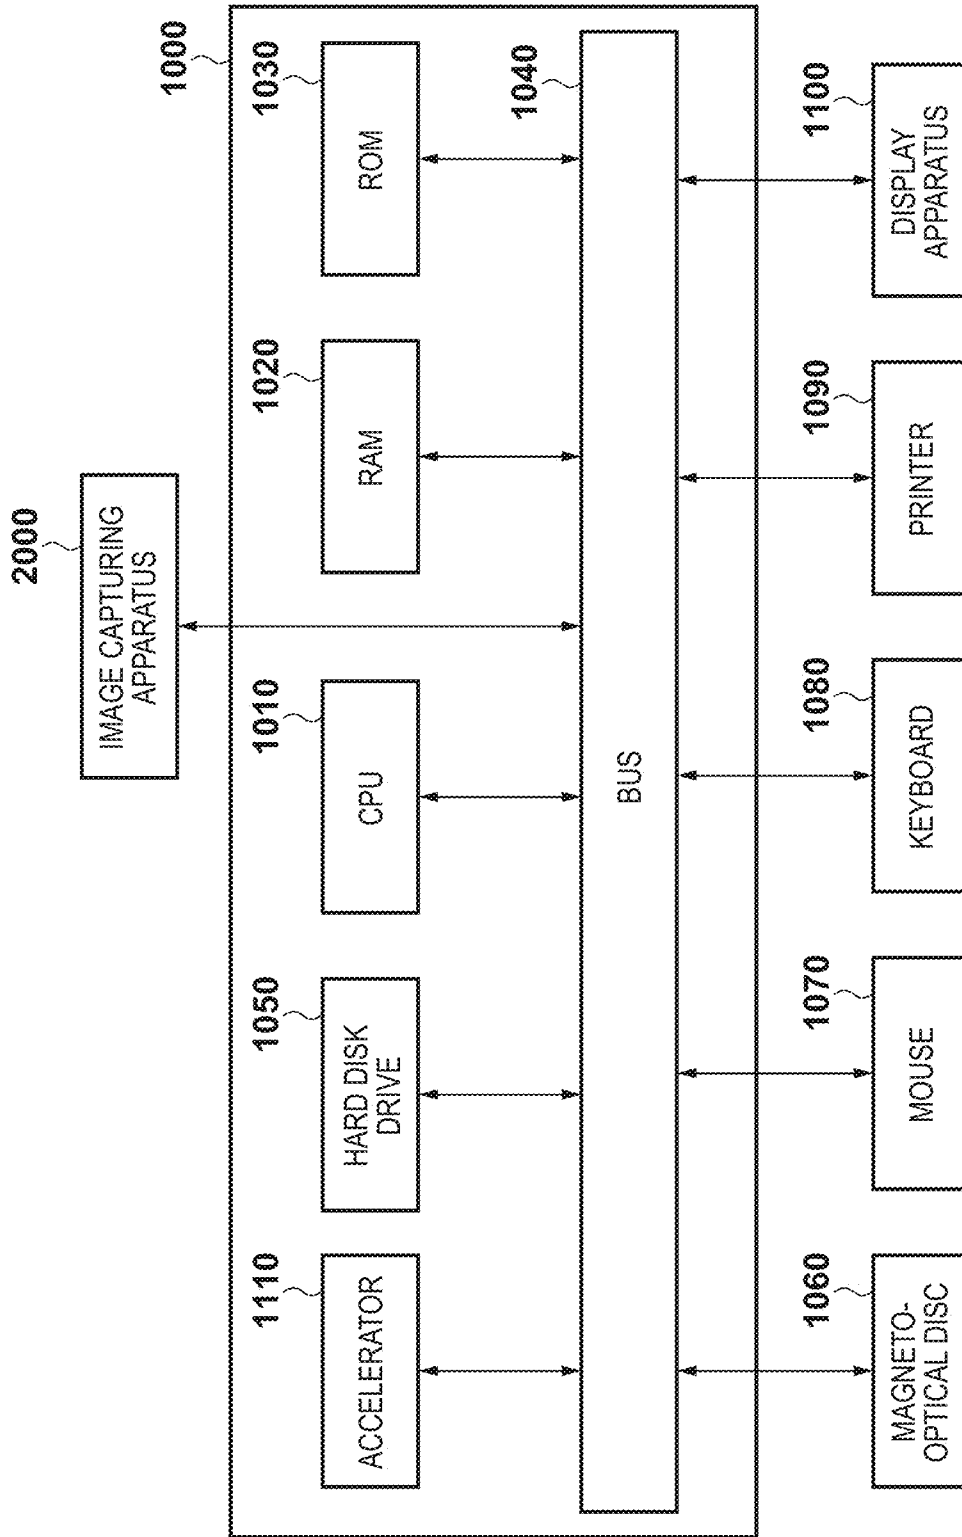 2000
IMAGE CAPTURING
APPARATUS
1000
1110
ACCELERATOR
1050
HARD DISK
DRIVE
1010
CPU
1020
RAM
1030
ROM
1040
BUS
1060
MAGNETO-
OPTICAL DISC
1070
MOUSE
1080
KEYBOARD
1090
PRINTER
1100
DISPLAY
APPARATUS